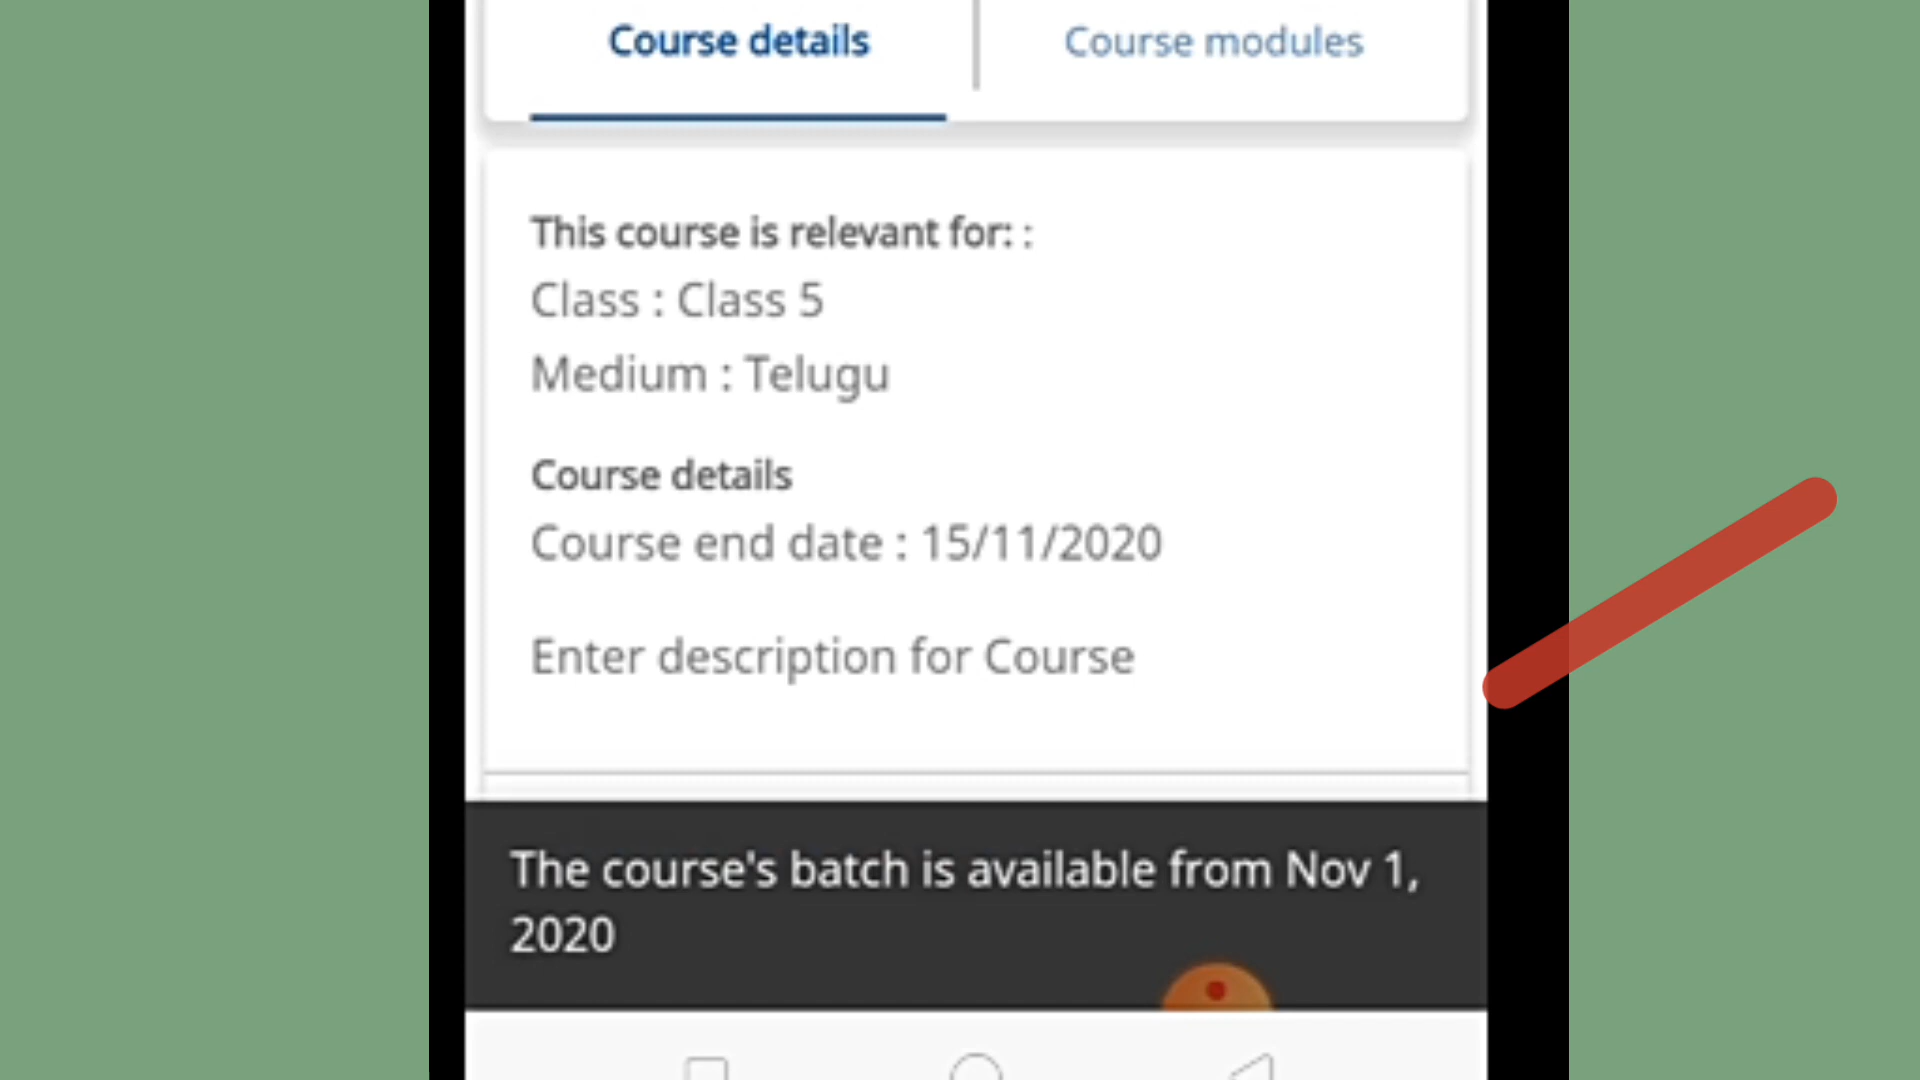 Course details
Course modules
This course is relevant for: :
Class : Class 5
Medium : Telugu
Course details
Course end date : 15/11/2020
Enter description for Course
The course's batch is available from Nov 1,
2020